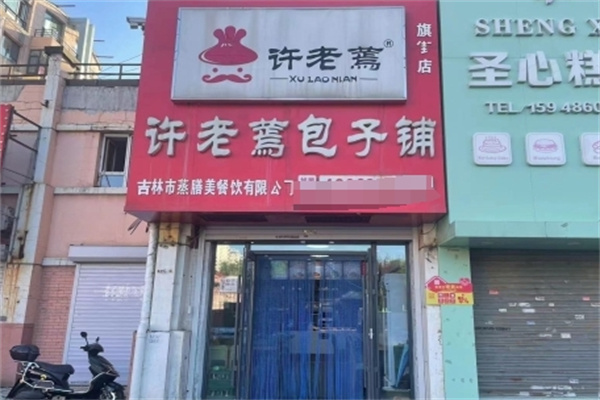 许老蔫®
XU LAO NIAN
旗 店
许老蔫包子铺
吉林市蒸膳美餐饮有限公司
SHENG X
圣心糕
TEL/159 4860